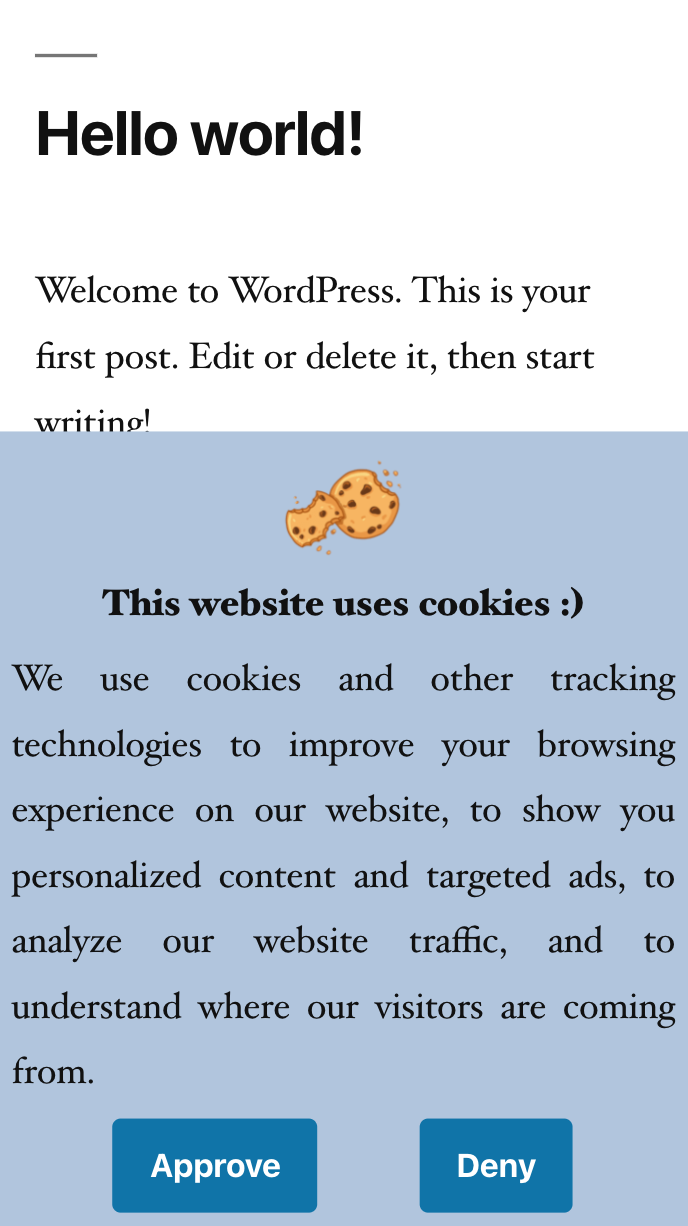 Hello world!
Welcome to WordPress. This is your
first post. Edit or delete it, then start
writing!
This website uses cookies :)
We use cookies and other tracking
technologies to improve your browsing
experience on our website, to show you
personalized content and targeted ads, to
analyze our website traffic, and to
understand where our visitors are coming
from.
Approve Deny